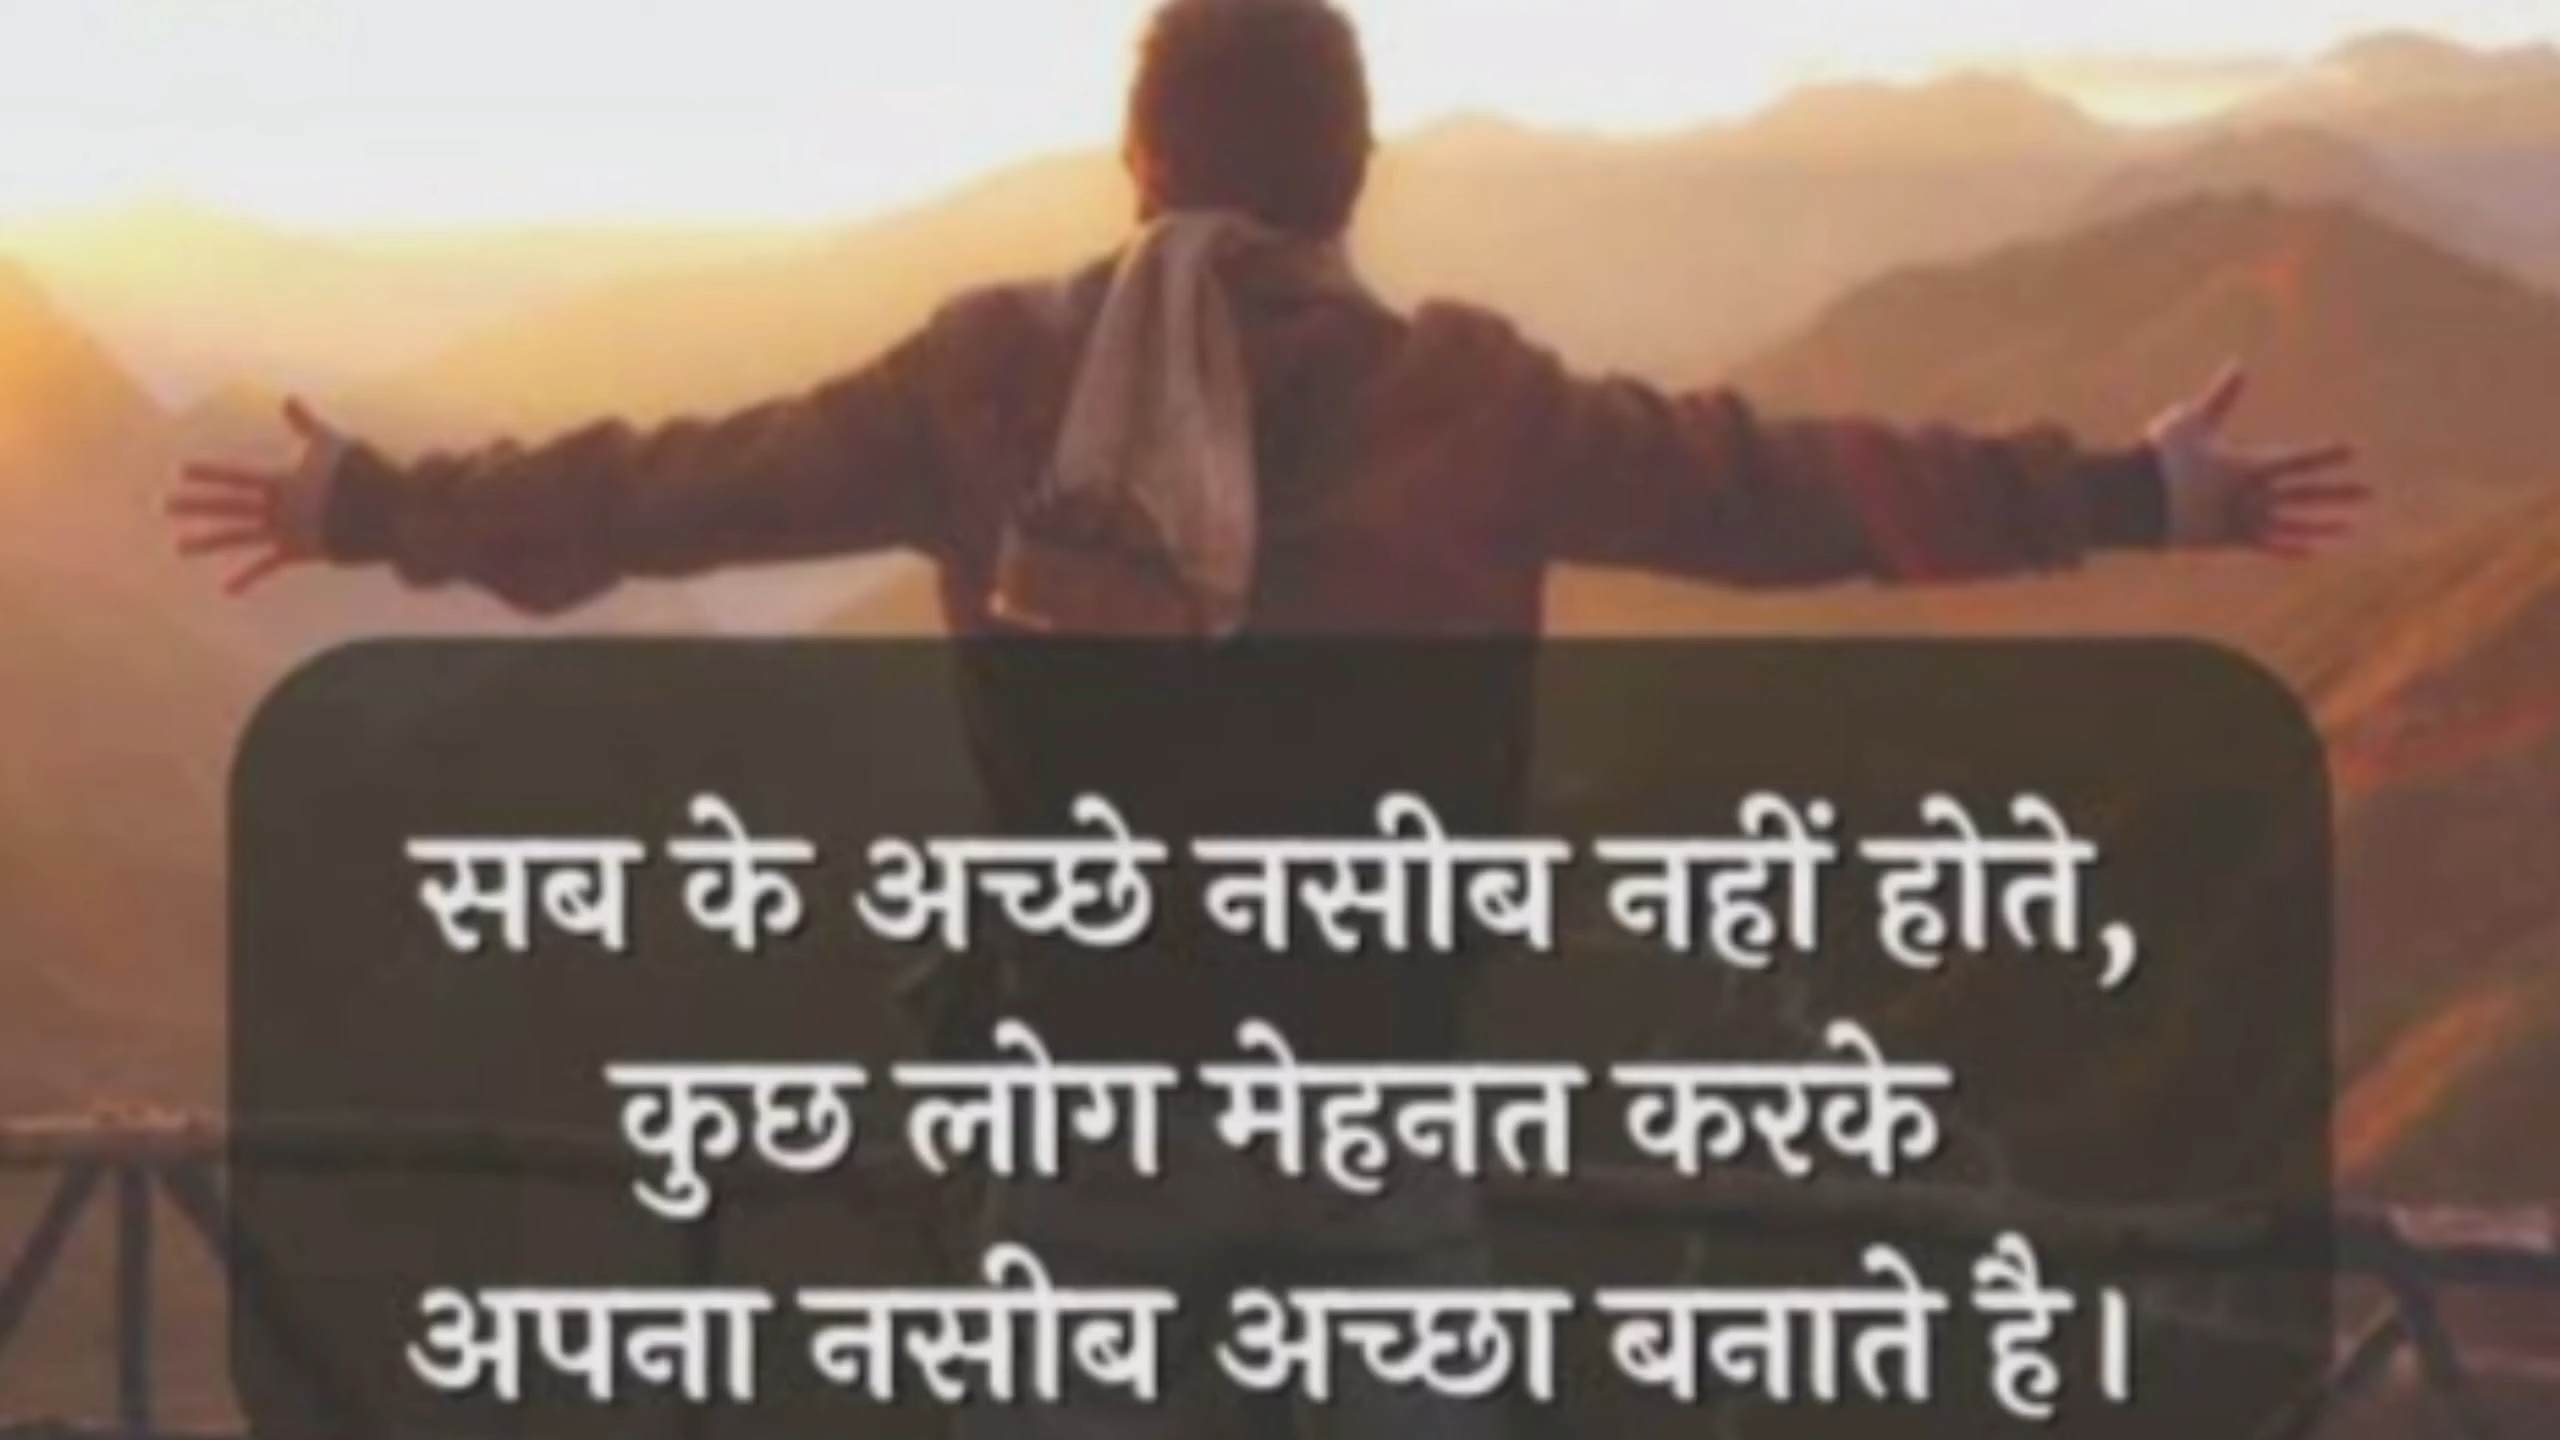 सब के अच्छे नसीब नहीं होते,
कुछ लोग मेहनत करके
अपना नसीब अच्छा बनाते है।